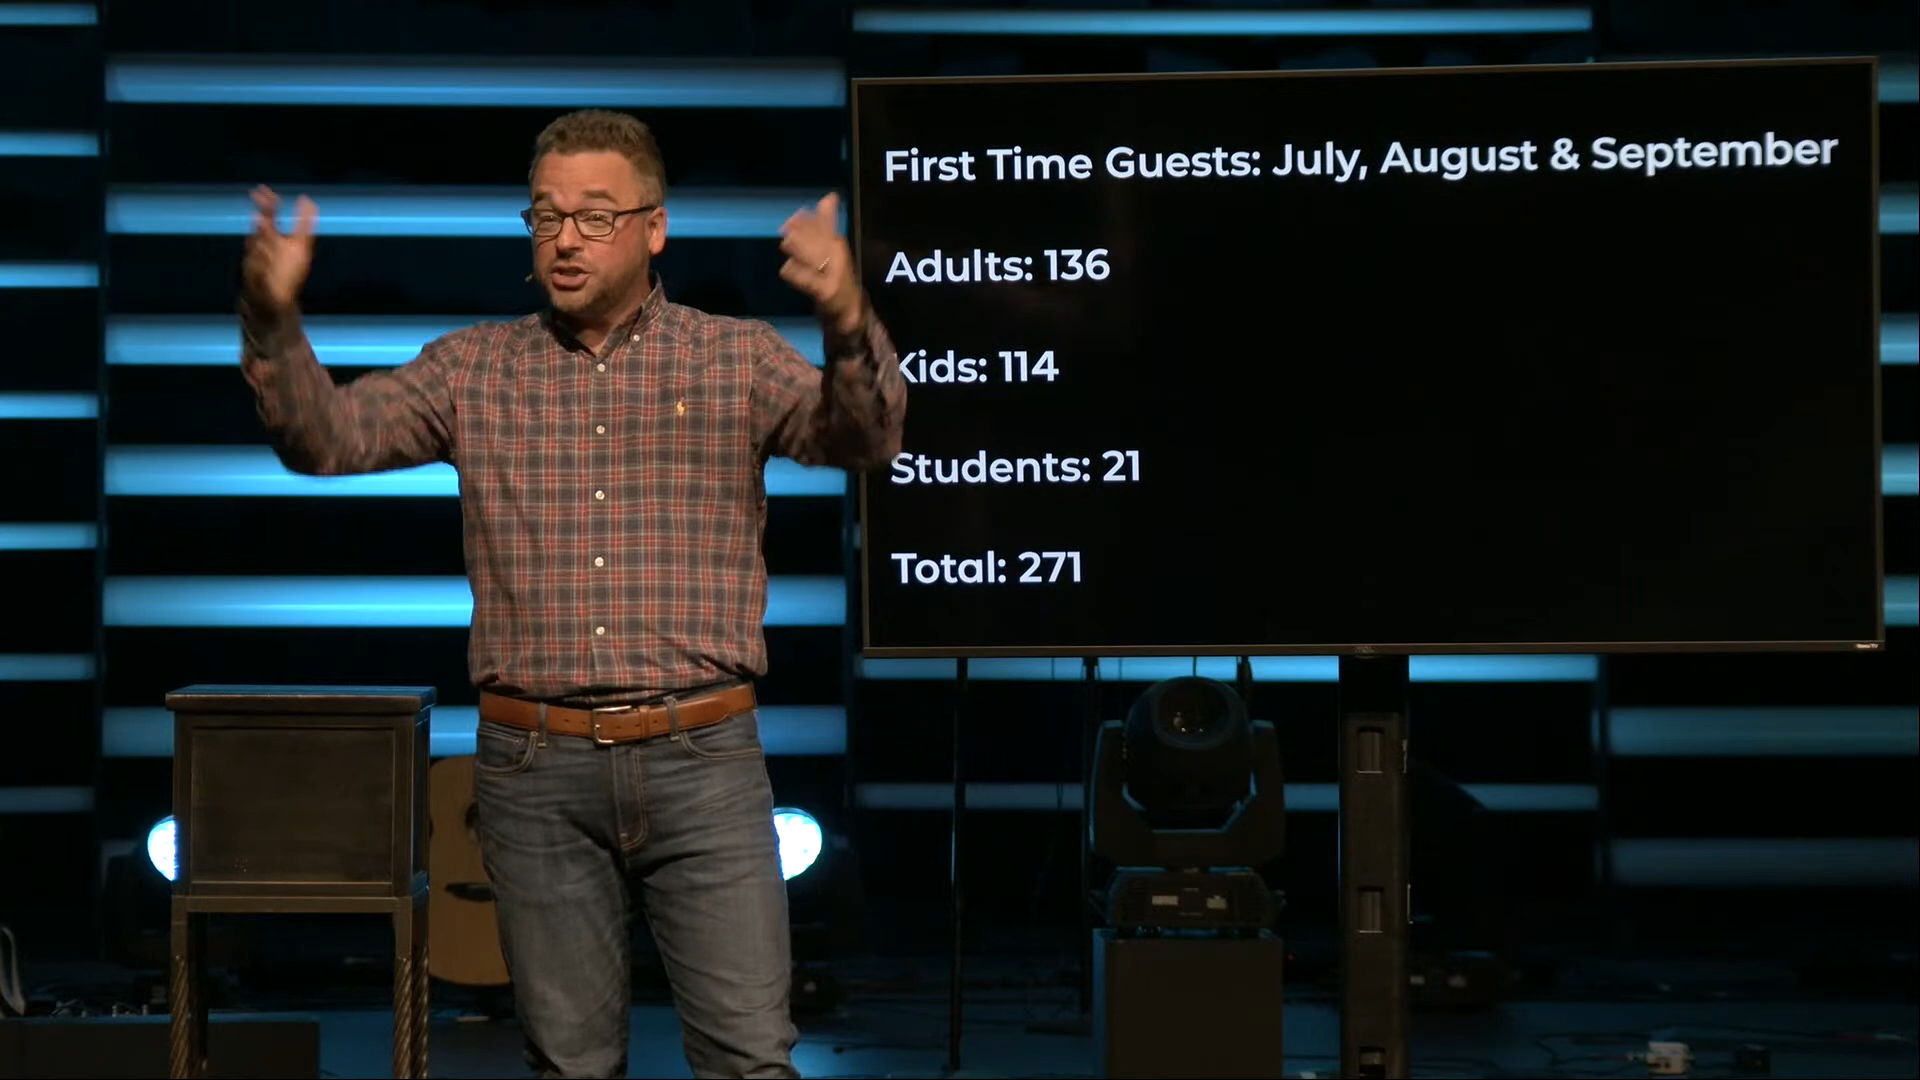 First Time Guests: July, August & September
Adults: 136
Kids: 114
Students: 21
Total: 271